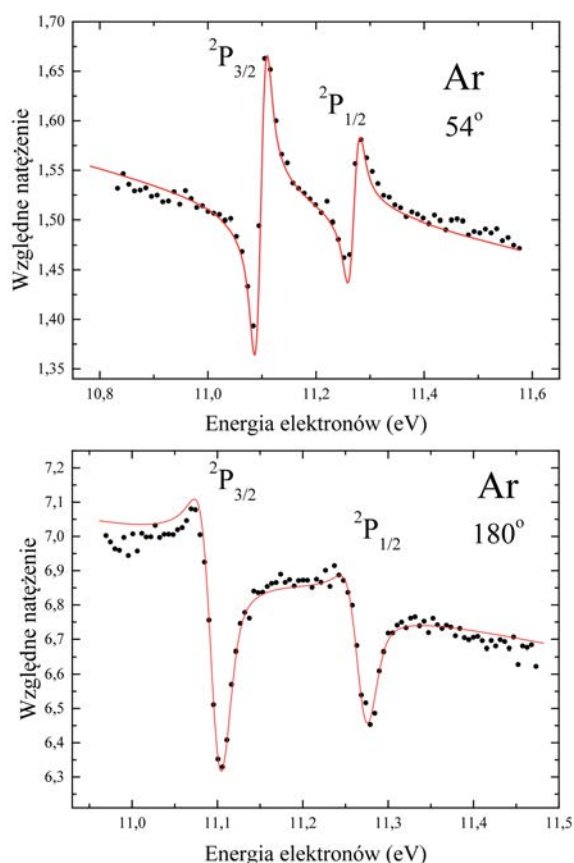 1,70
1,65
1,60
1,55
1,50
1,45
1,40
1,35
²P₃/₂
²P₁/₂
Ar
54°
Względne natężenie
10,8 11,0 11,2 11,4 11,6
Energia elektronów (eV)
7,2
7,1
7,0
6,9
6,8
6,7
6,6
6,5
6,4
6,3
²P₃/₂
²P₁/₂
Ar
180°
Względne natężenie
11,0 11,1 11,2 11,3 11,4 11,5
Energia elektronów (eV)